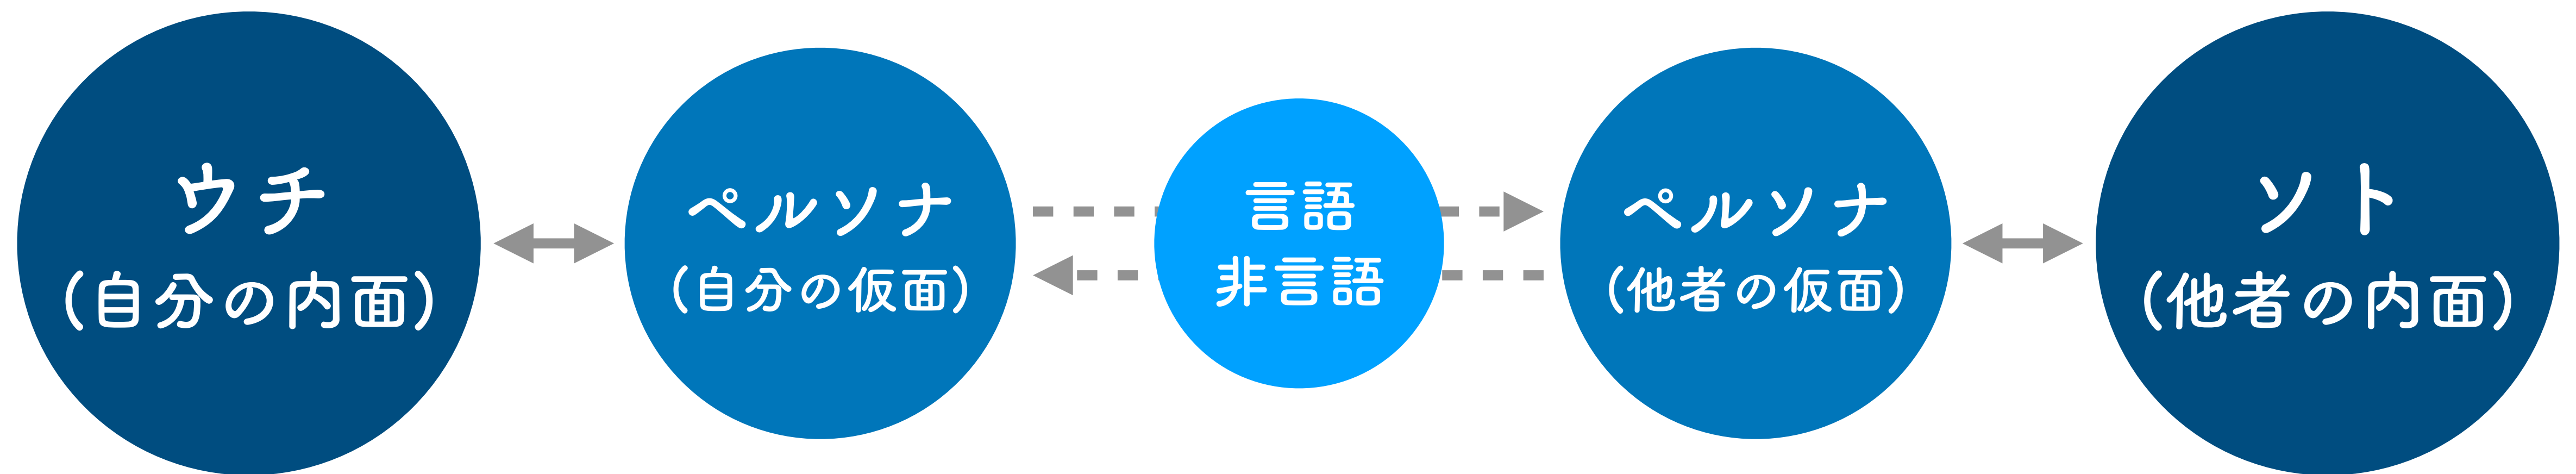 ウチ
（自分の内面）
ペルソナ
（自分の仮面）
言語
非言語
ペルソナ
（他者の仮面）
ソト
（他者の内面）